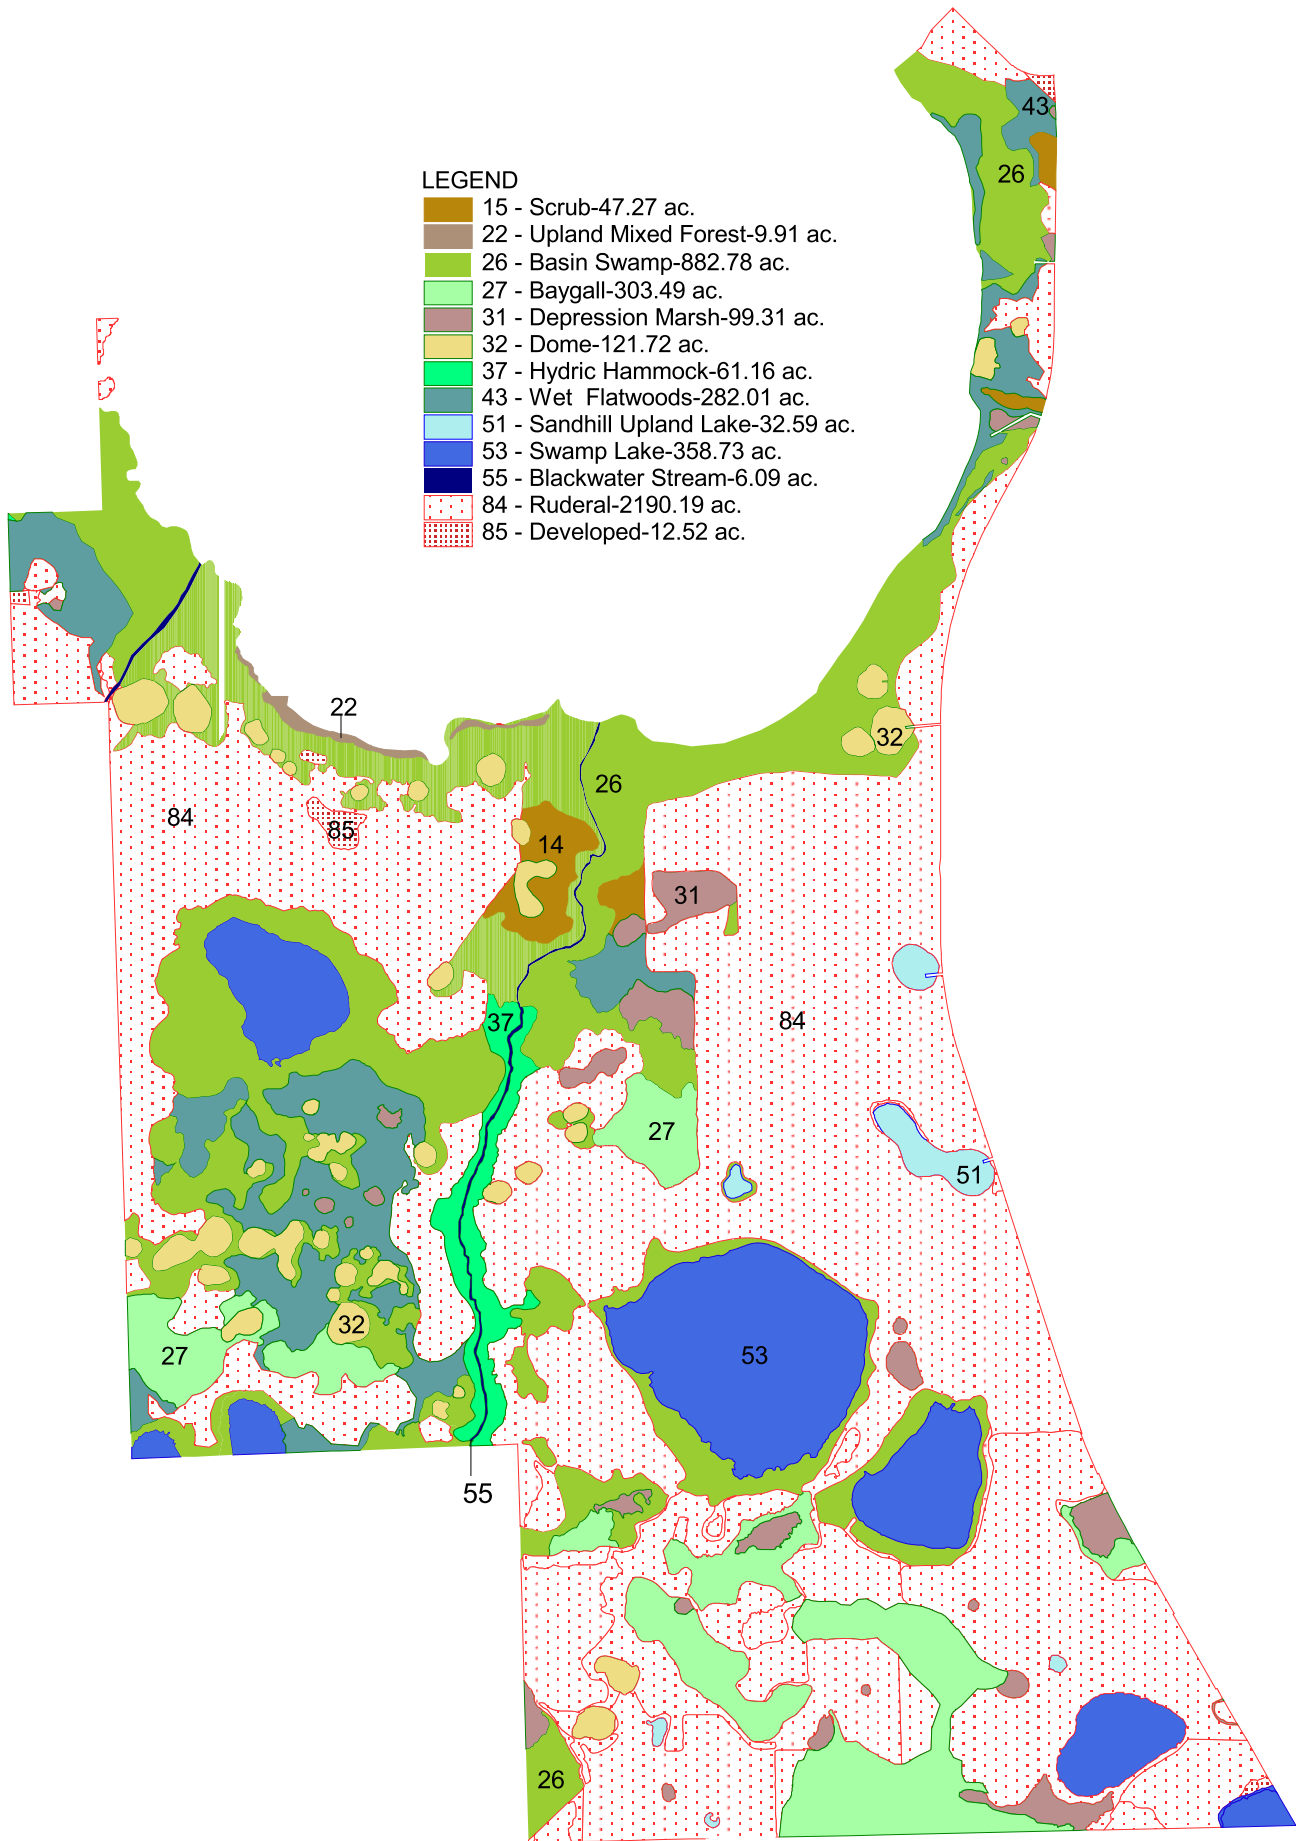 43
26
LEGEND
15 - Scrub-47.27 ac.
22 - Upland Mixed Forest-9.91 ac.
26 - Basin Swamp-882.78 ac.
27 - Baygall-303.49 ac.
31 - Depression Marsh-99.31 ac.
32 - Dome-121.72 ac.
37 - Hydric Hammock-61.16 ac.
43 - Wet  Flatwoods-282.01 ac.
51 - Sandhill Upland Lake-32.59 ac.
53 - Swamp Lake-358.73 ac.
55 - Blackwater Stream-6.09 ac.
84 - Ruderal-2190.19 ac.
85 - Developed-12.52 ac.
22
32
26
84
85
14
31
37
84
27
51
32
27
53
55
26